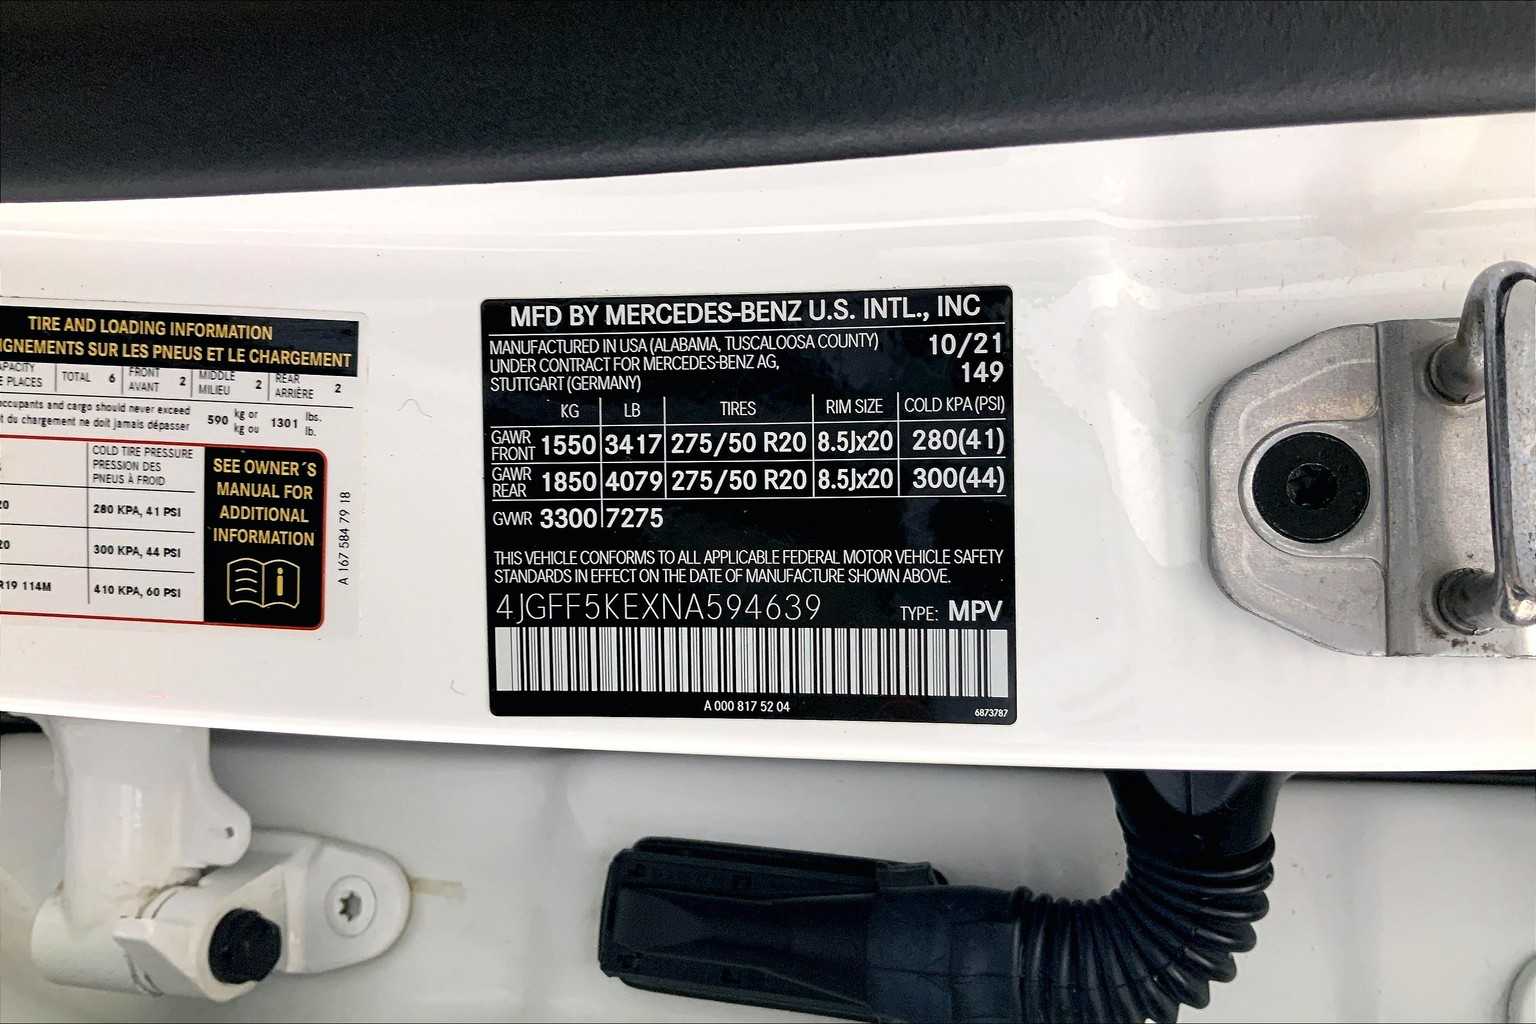 TIRE AND LOADING INFORMATION
SUR LES PNEUS ET LE CHARGEMENT
PLACES TOTAL 6 FRONT AVANT 2 MIDDLE MILIEU 2 REAR ARRIÈRE 2
occupants and cargo should never exceed 590 kg or 1301 lbs.
du chargement ne doit jamais dépasser kg ou lb.
COLD TIRE PRESSURE
PRESSION DES
PNEUS À FROID
280 KPA, 41 PSI
300 KPA, 44 PSI
114M 410 KPA, 60 PSI
SEE OWNER´S
MANUAL FOR
ADDITIONAL
INFORMATION
A 167 584 79 18
MFD BY MERCEDES-BENZ U.S. INTL., INC
MANUFACTURED IN USA (ALABAMA, TUSCALOOSA COUNTY) 10/21
UNDER CONTRACT FOR MERCEDES-BENZ AG, 149
STUTTGART (GERMANY)
KG LB TIRES RIM SIZE COLD KPA (PSI)
GAWR FRONT 1550 3417 275/50 R20 8.5Jx20 280(41)
GAWR REAR 1850 4079 275/50 R20 8.5Jx20 300(44)
GVWR 3300 7275
THIS VEHICLE CONFORMS TO ALL APPLICABLE FEDERAL MOTOR VEHICLE SAFETY
STANDARDS IN EFFECT ON THE DATE OF MANUFACTURE SHOWN ABOVE.
4JGFF5KEXNA594639 TYPE: MPV
A 000 817 52 04
6873787